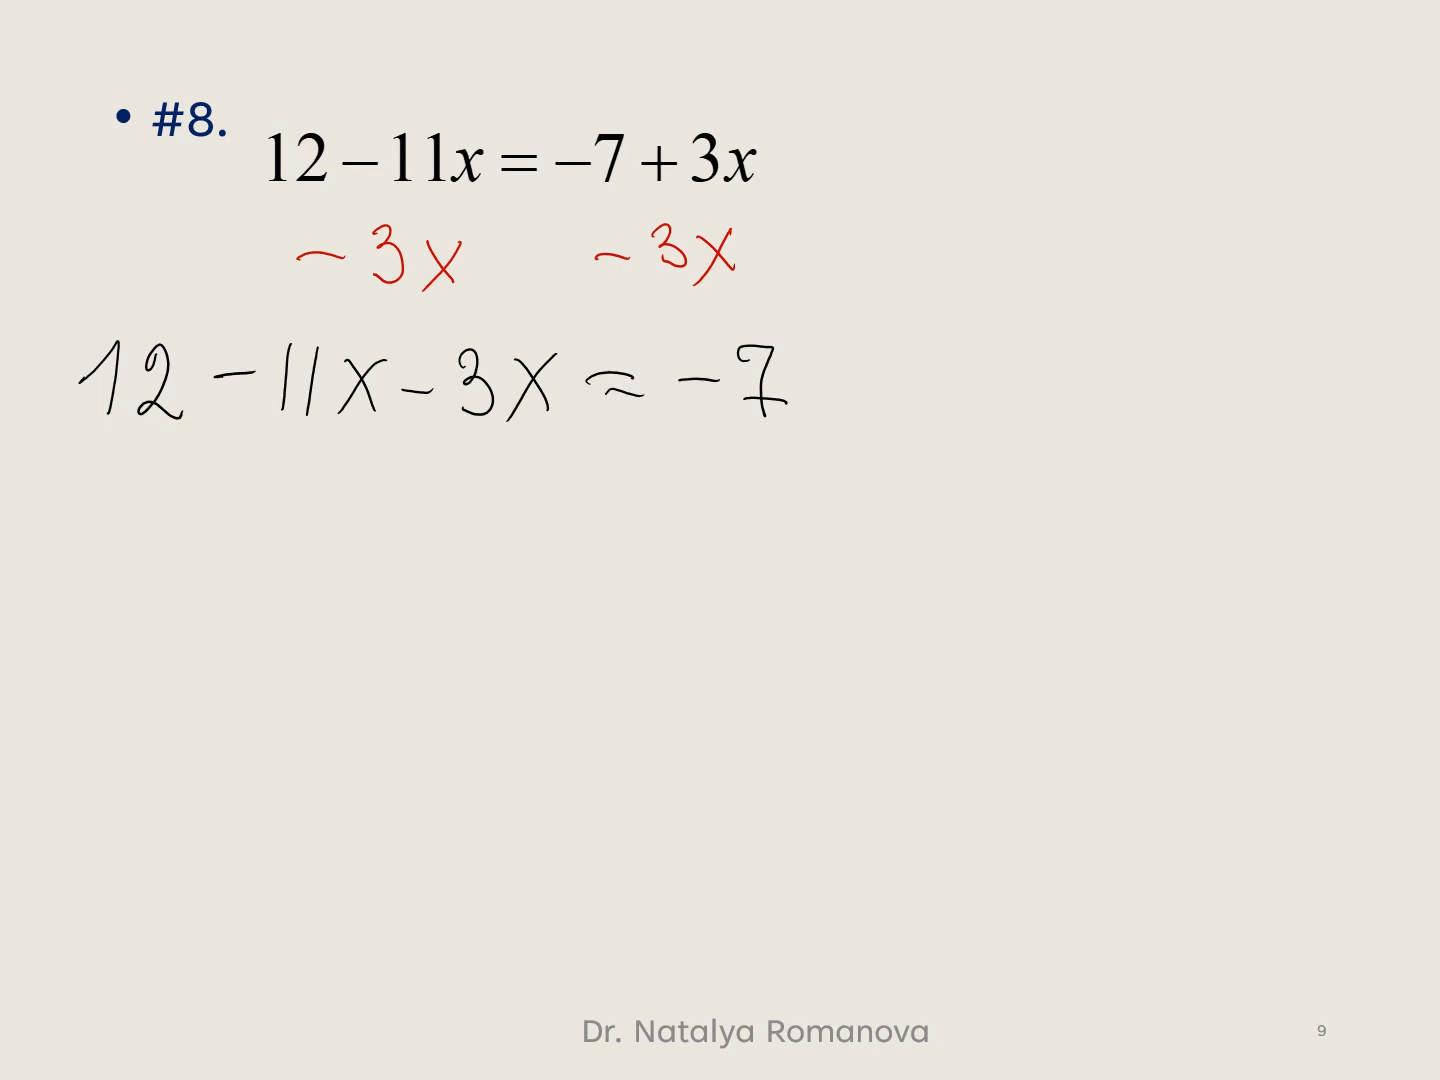 • #8.
12 − 11x = −7 + 3x
− 3x − 3x
12 − 11x − 3x = −7
Dr. Natalya Romanova
9